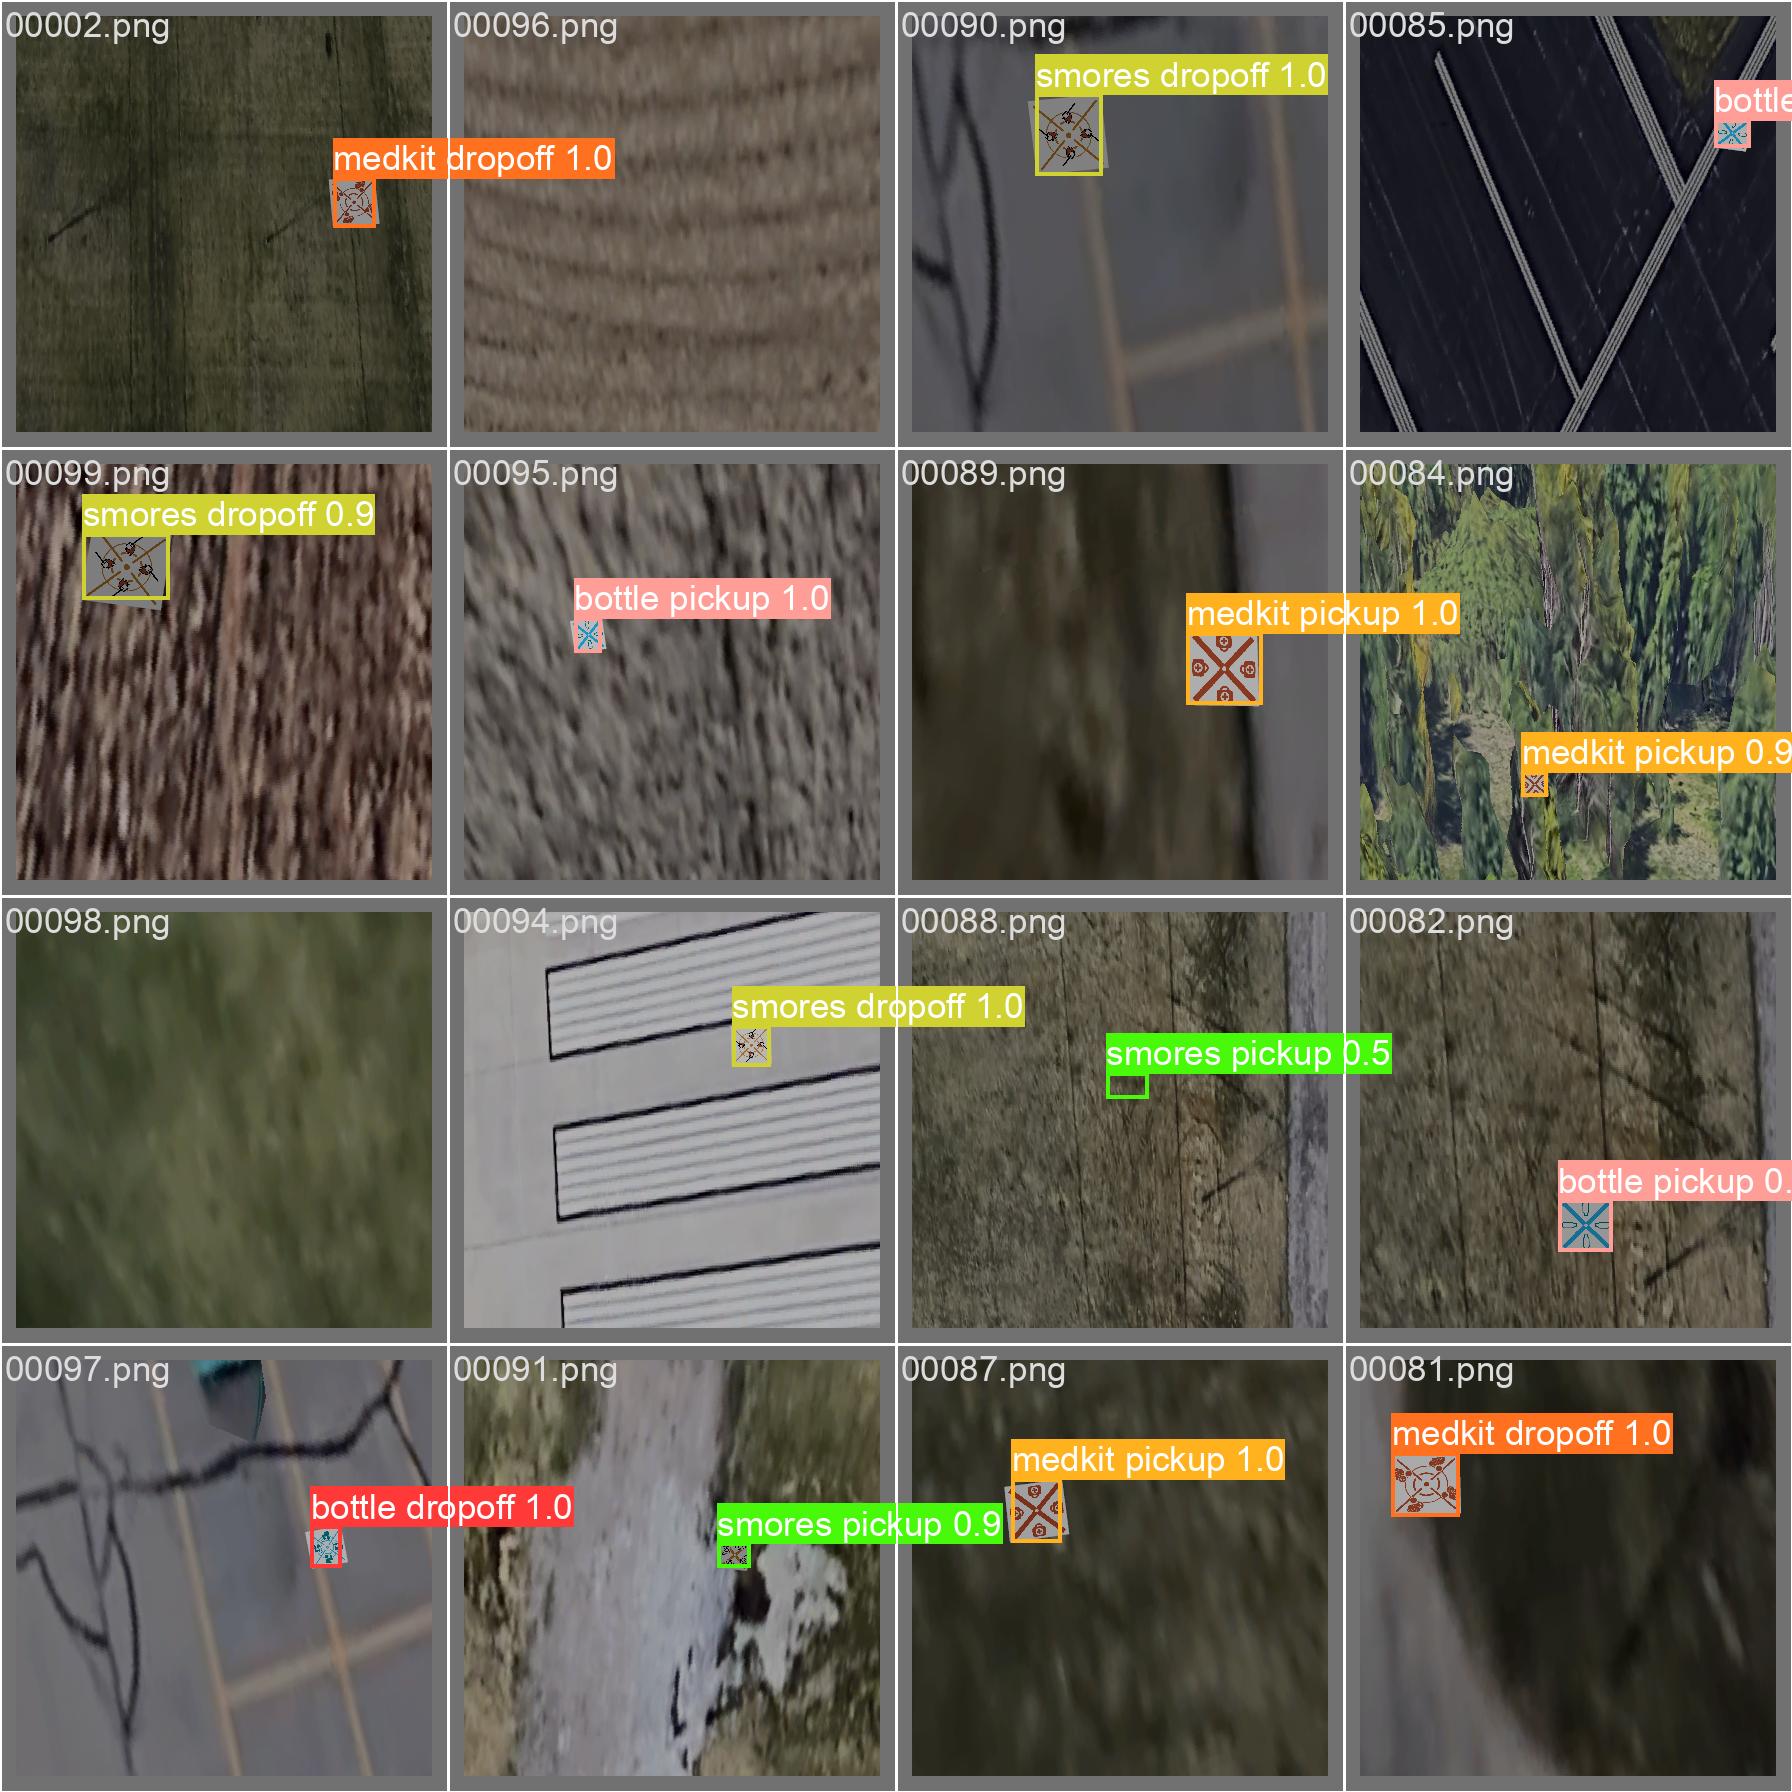 00002.png
00096.png
00090.png
00085.png
smores dropoff 1.0
bottle
medkit dropoff 1.0
00099.png
00095.png
00089.png
00084.png
smores dropoff 0.9
bottle pickup 1.0
medkit pickup 1.0
medkit pickup 0.9
00098.png
00094.png
00088.png
00082.png
smores dropoff 1.0
smores pickup 0.5
bottle pickup 0.
00097.png
00091.png
00087.png
00081.png
medkit dropoff 1.0
medkit pickup 1.0
bottle dropoff 1.0
smores pickup 0.9